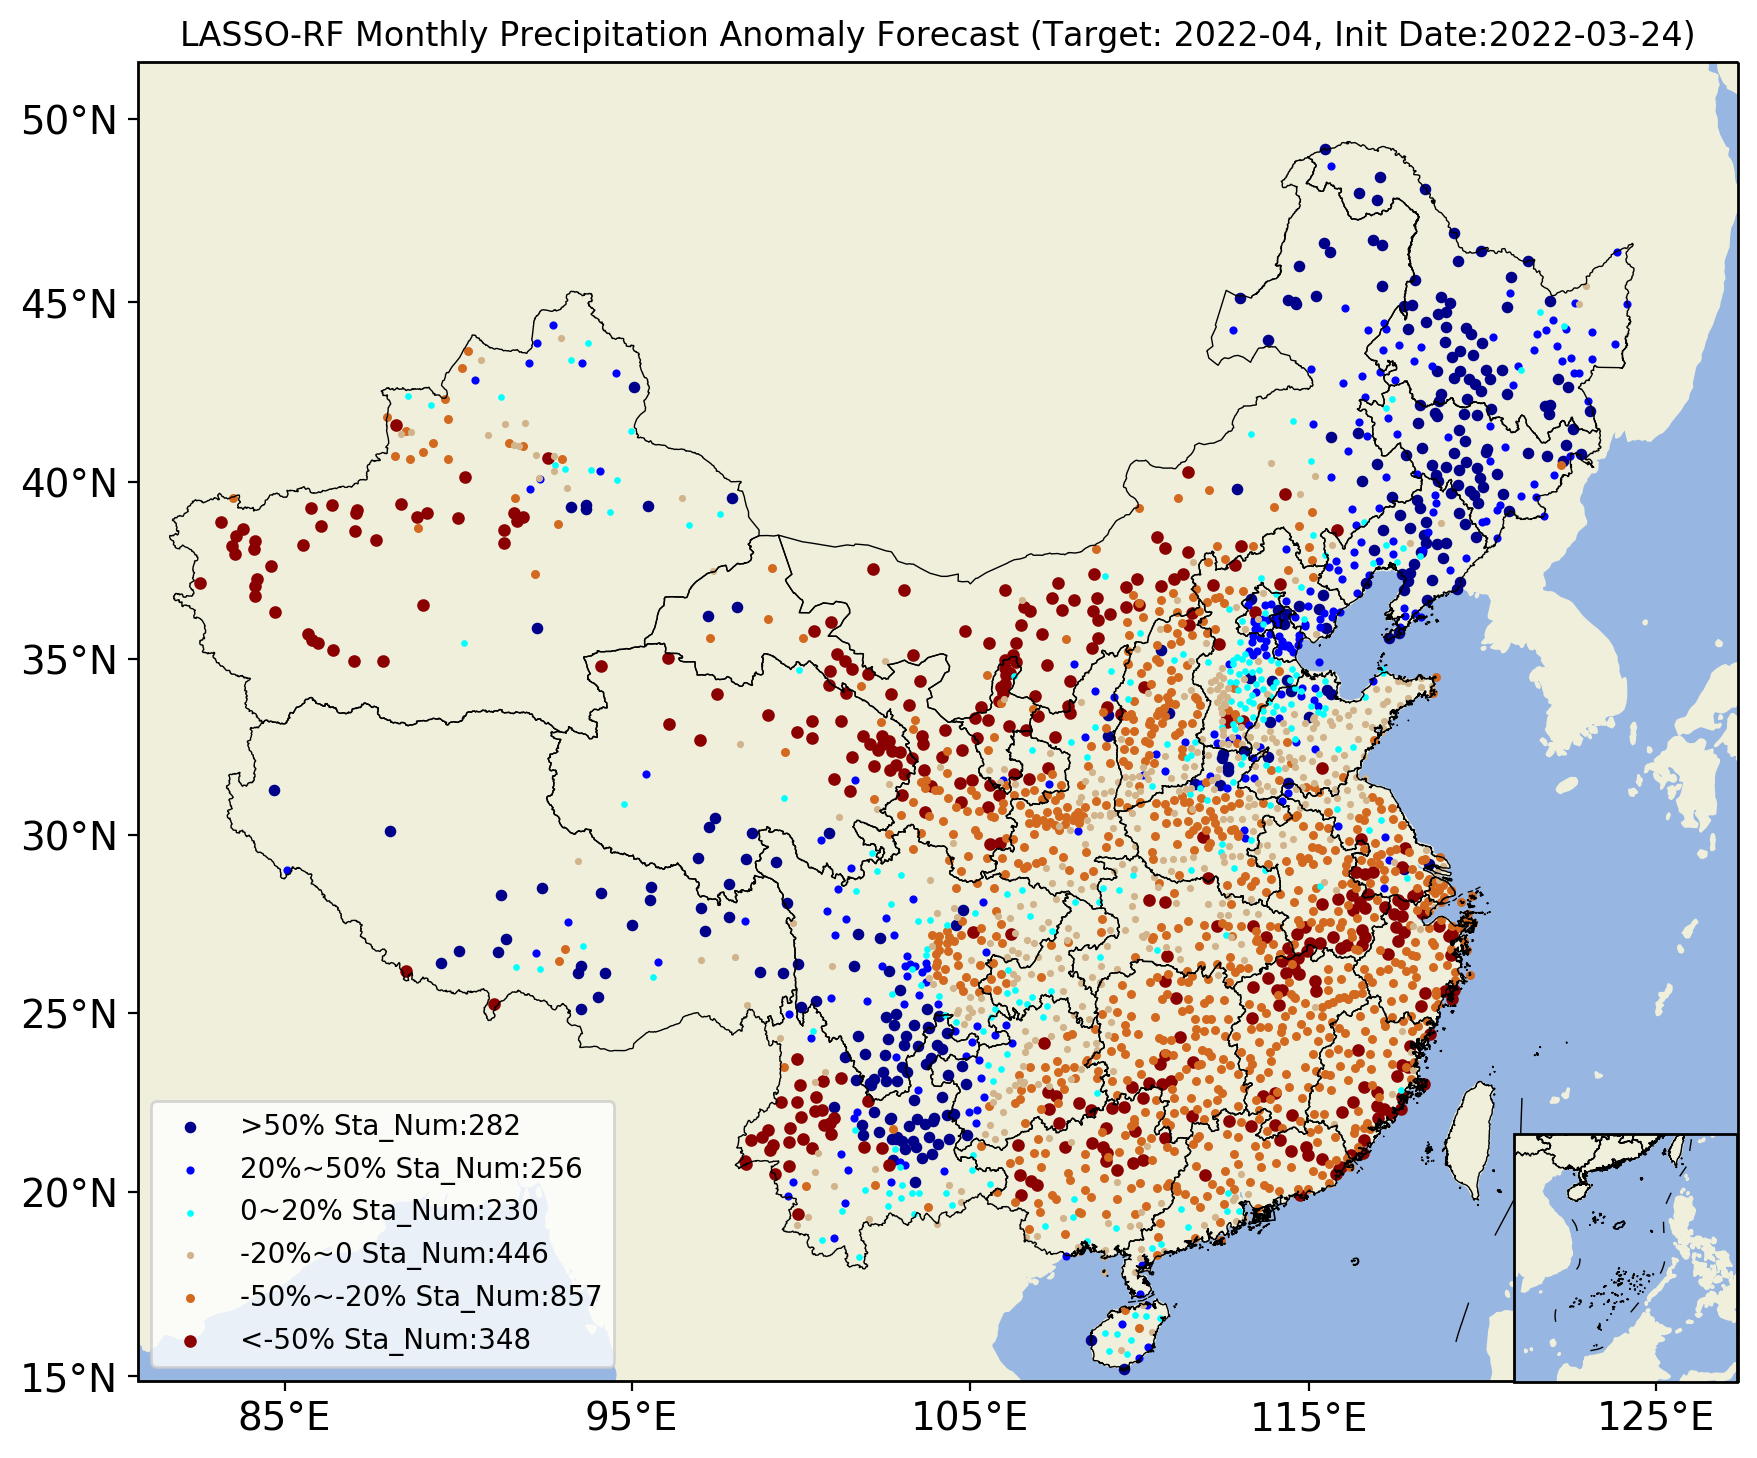 LASSO-RF Monthly Precipitation Anomaly Forecast (Target: 2022-04, Init Date:2022-03-24)
50°N
45°N
40°N
35°N
30°N
25°N
20°N
15°N
>50% Sta_Num:282
20%~50% Sta_Num:256
0~20% Sta_Num:230
-20%~0 Sta_Num:446
-50%~-20% Sta_Num:857
<-50% Sta_Num:348
85°E
95°E
105°E
115°E
125°E